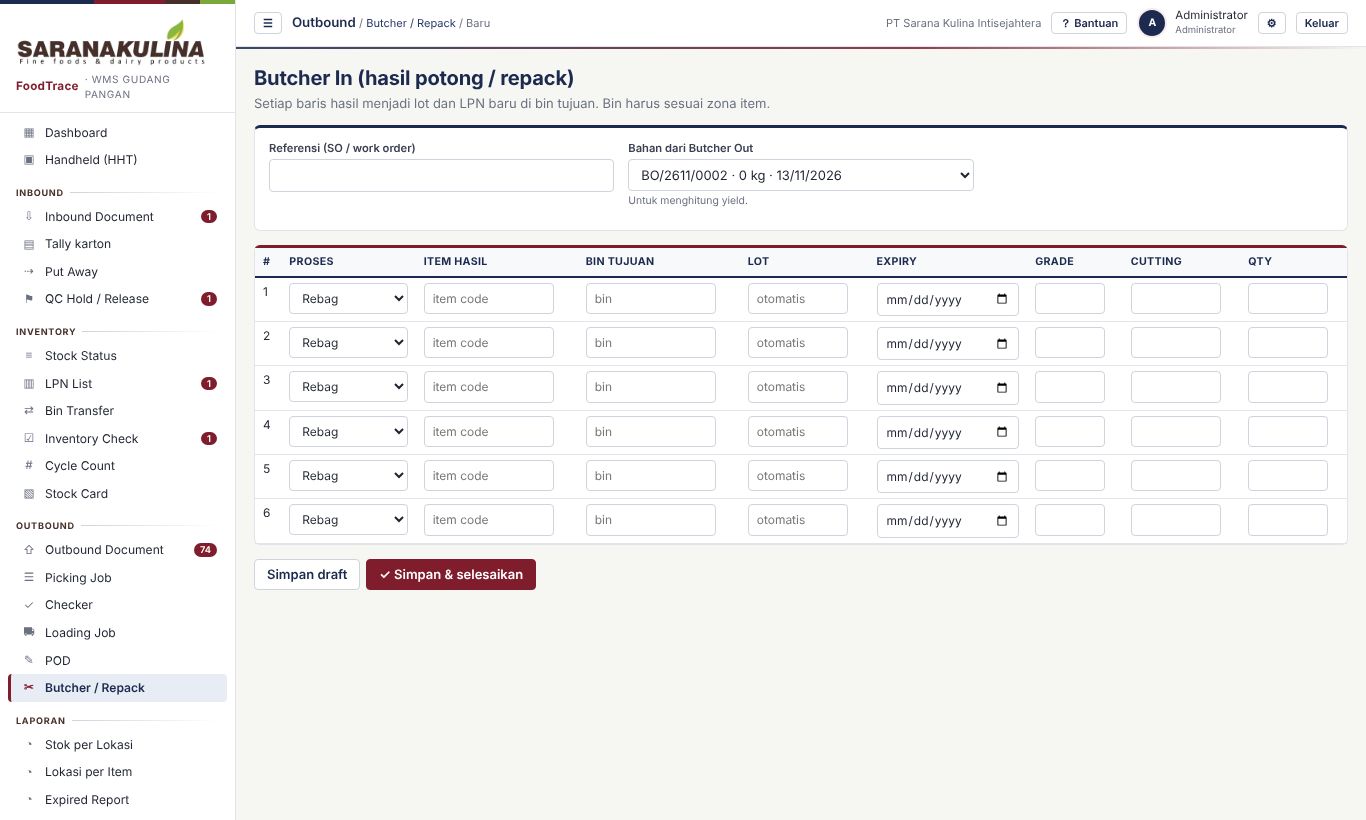 SARANAKULINA
Fine foods & dairy products
FoodTrace · WMS GUDANG PANGAN
Dashboard
Handheld (HHT)
INBOUND
Inbound Document 1
Tally karton
Put Away
QC Hold / Release 1
INVENTORY
Stock Status
LPN List 1
Bin Transfer
Inventory Check 1
# Cycle Count
Stock Card
OUTBOUND
Outbound Document 74
Picking Job
Checker
Loading Job
POD
Butcher / Repack
LAPORAN
Stok per Lokasi
Lokasi per Item
Expired Report
Outbound / Butcher / Repack / Baru
PT Sarana Kulina Intisejahtera
? Bantuan
A
Administrator
Administrator
Keluar
Butcher In (hasil potong / repack)
Setiap baris hasil menjadi lot dan LPN baru di bin tujuan. Bin harus sesuai zona item.
Referensi (SO / work order)
Bahan dari Butcher Out
BO/2611/0002 · 0 kg · 13/11/2026
Untuk menghitung yield.
# PROSES ITEM HASIL BIN TUJUAN LOT EXPIRY GRADE CUTTING QTY
1 Rebag item code bin otomatis mm/dd/yyyy
2 Rebag item code bin otomatis mm/dd/yyyy
3 Rebag item code bin otomatis mm/dd/yyyy
4 Rebag item code bin otomatis mm/dd/yyyy
5 Rebag item code bin otomatis mm/dd/yyyy
6 Rebag item code bin otomatis mm/dd/yyyy
Simpan draft
✓ Simpan & selesaikan